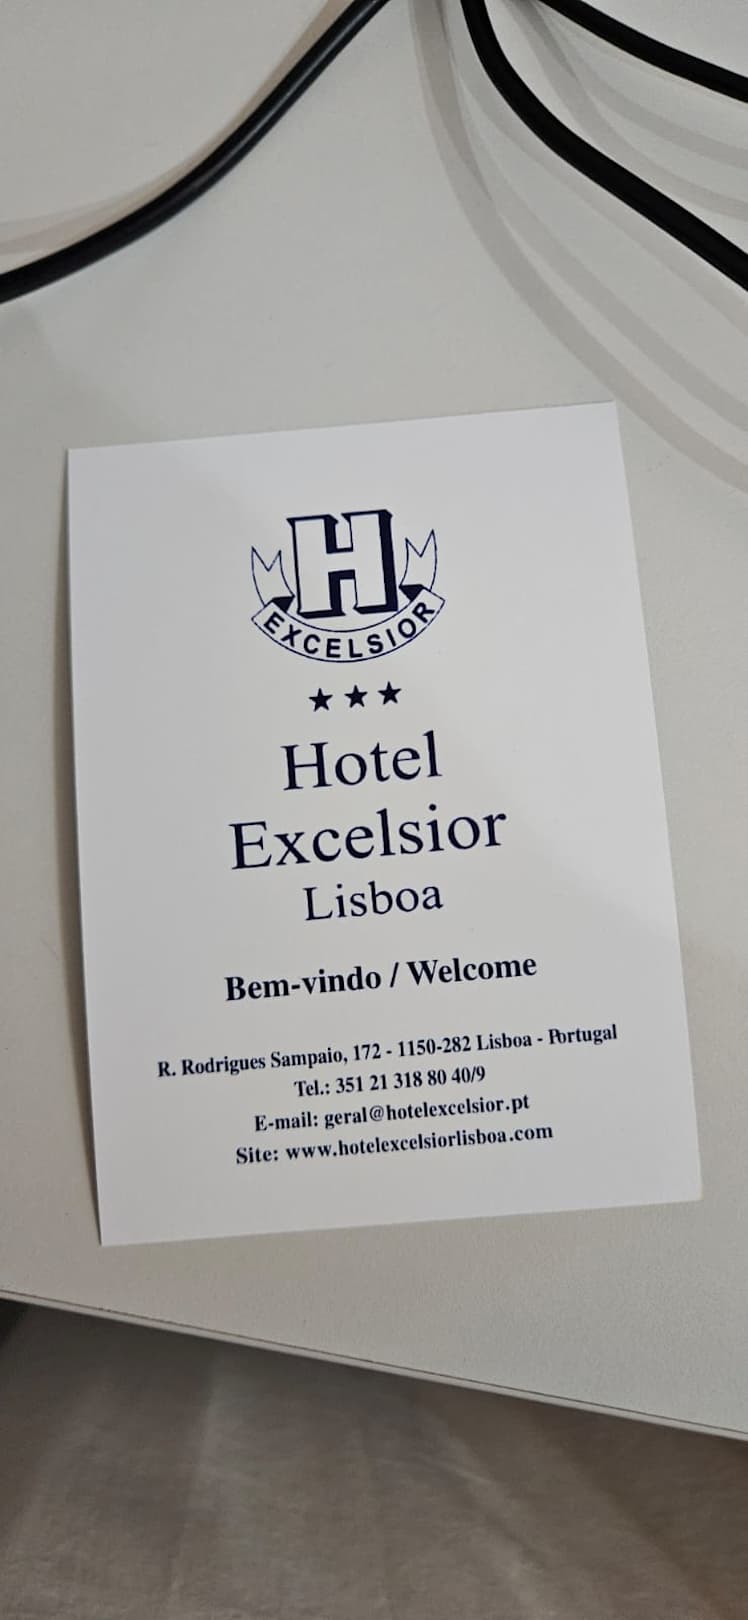 H
EXCELSIOR
★ ★ ★
Hotel
Excelsior
Lisboa
Bem-vindo / Welcome
R. Rodrigues Sampaio, 172 - 1150-282 Lisboa - Portugal
Tel.: 351 21 318 80 40/9
E-mail: geral@hotelexcelsior.pt
Site: www.hotelexcelsiorlisboa.com